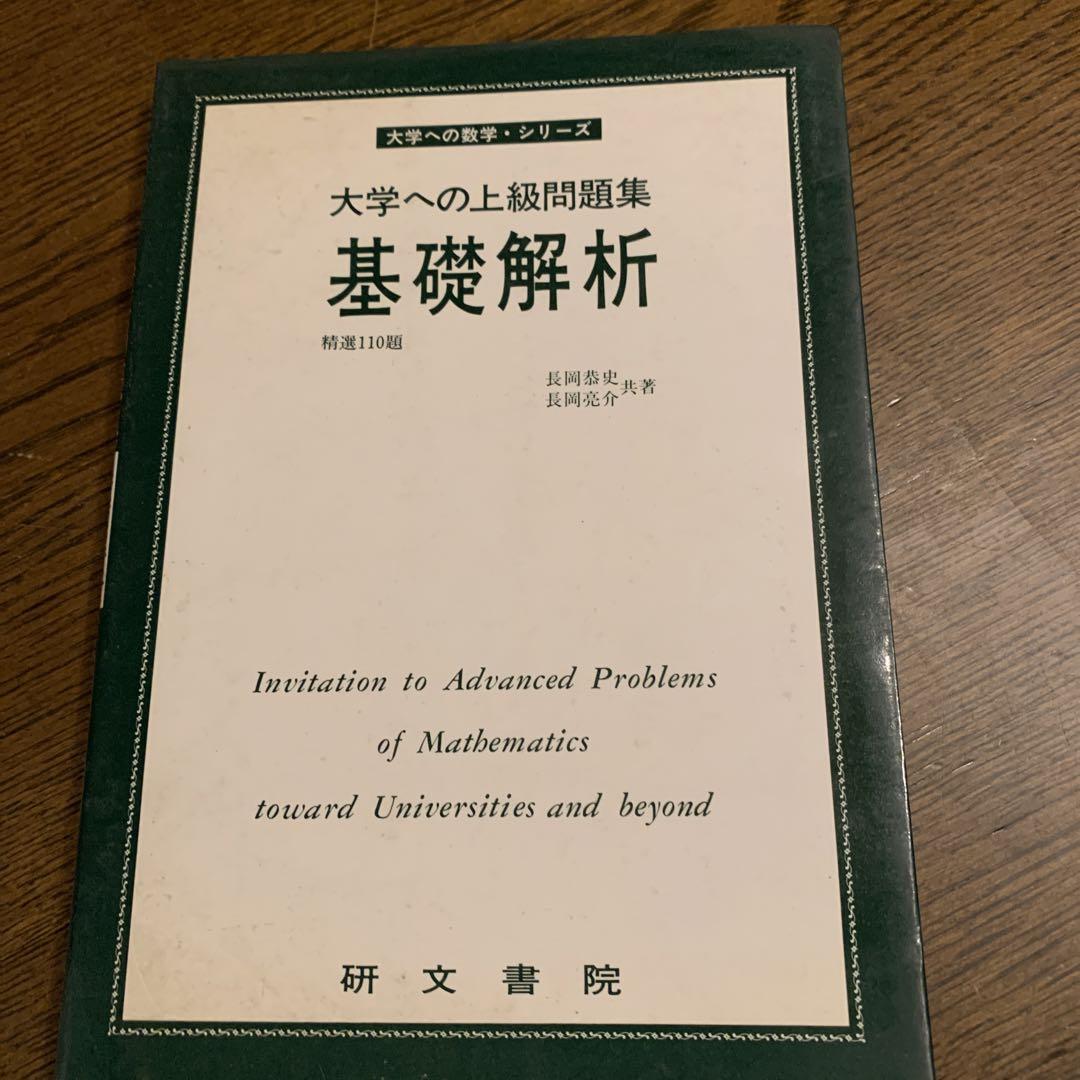 大学への数学・シリーズ
大学への上級問題集
基礎解析
精選110題
長岡恭史
長岡亮介
共著
Invitation to Advanced Problems
of Mathematics
toward Universities and beyond
研文書院